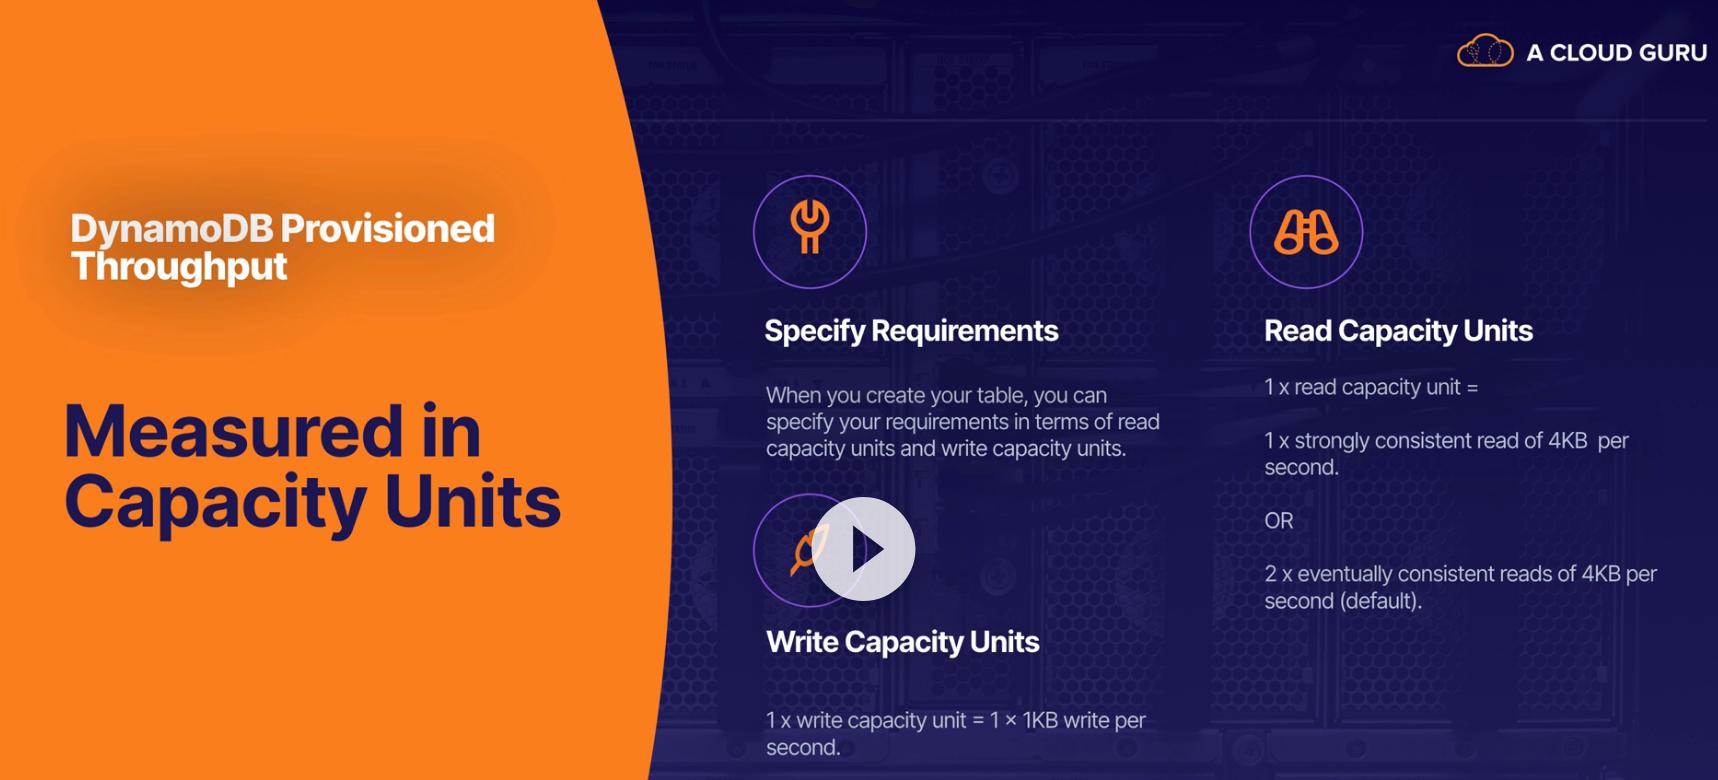 A CLOUD GURU
DynamoDB Provisioned
Throughput
Measured in
Capacity Units
Specify Requirements
When you create your table, you can
specify your requirements in terms of read
capacity units and write capacity units.
Write Capacity Units
1 x write capacity unit = 1 × 1KB write per
second.
Read Capacity Units
1 x read capacity unit =
1 x strongly consistent read of 4KB  per
second.
OR
2 x eventually consistent reads of 4KB per
second (default).